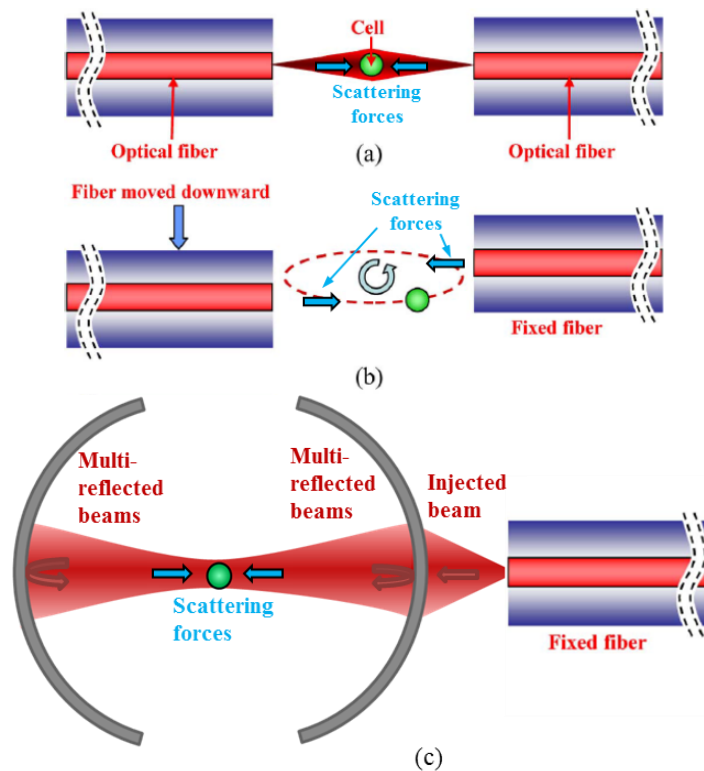 Cell
Scattering
forces
Optical fiber
Optical fiber
(a)
Fiber moved downward
Scattering
forces
Fixed fiber
(b)
Multi-
reflected
beams
Multi-
reflected
beams
Injected
beam
Scattering
forces
Fixed fiber
(c)